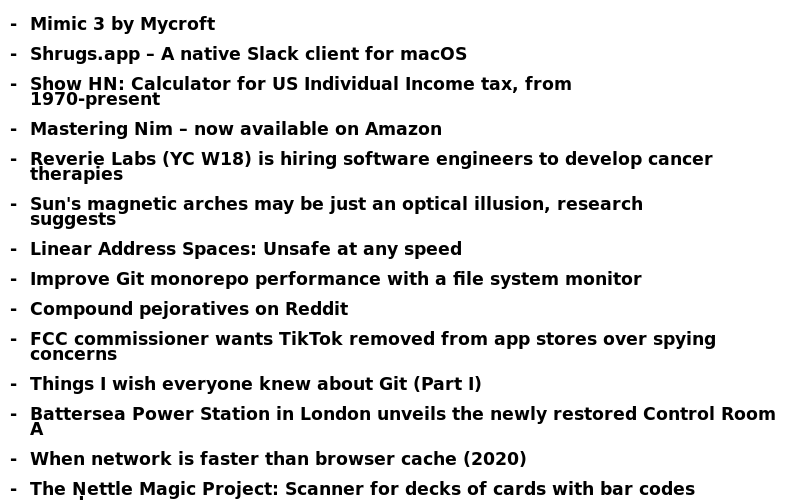 - Mimic 3 by Mycroft
- Shrugs.app – A native Slack client for macOS
- Show HN: Calculator for US Individual Income tax, from
1970-present
- Mastering Nim – now available on Amazon
- Reverie Labs (YC W18) is hiring software engineers to develop cancer
therapies
- Sun's magnetic arches may be just an optical illusion, research
suggests
- Linear Address Spaces: Unsafe at any speed
- Improve Git monorepo performance with a file system monitor
- Compound pejoratives on Reddit
- FCC commissioner wants TikTok removed from app stores over spying
concerns
- Things I wish everyone knew about Git (Part I)
- Battersea Power Station in London unveils the newly restored Control Room
A
- When network is faster than browser cache (2020)
- The Nettle Magic Project: Scanner for decks of cards with bar codes